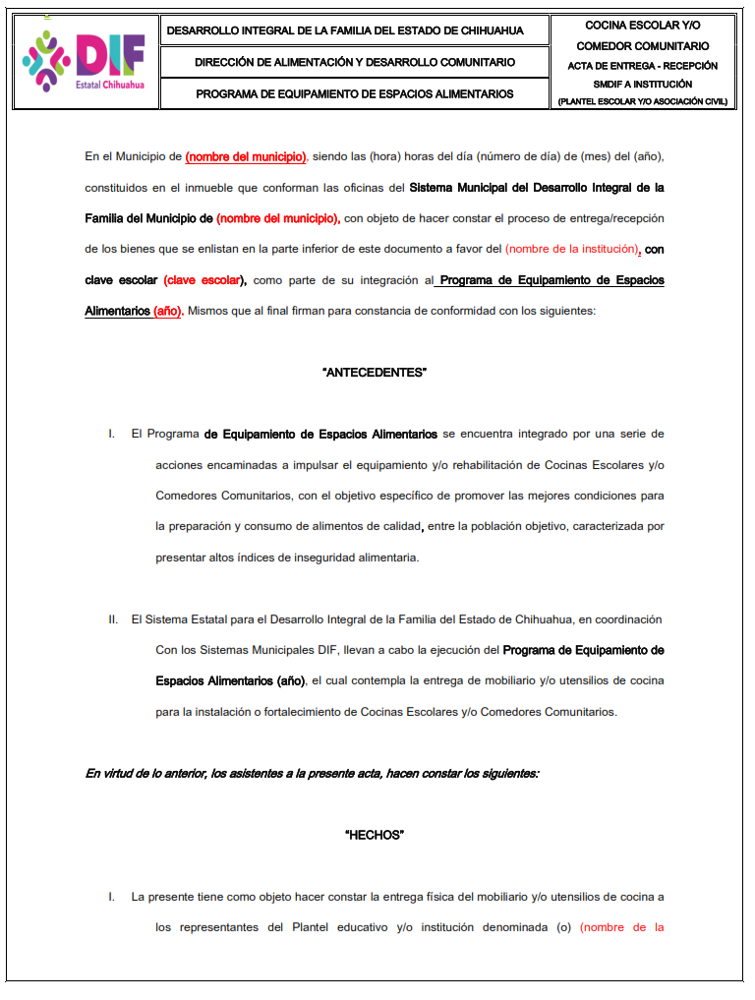 DIF
Estatal Chihuahua
DESARROLLO INTEGRAL DE LA FAMILIA DEL ESTADO DE CHIHUAHUA
DIRECCIÓN DE ALIMENTACIÓN Y DESARROLLO COMUNITARIO
PROGRAMA DE EQUIPAMIENTO DE ESPACIOS ALIMENTARIOS
COCINA ESCOLAR Y/O
COMEDOR COMUNITARIO
ACTA DE ENTREGA - RECEPCIÓN
SMDIF A INSTITUCIÓN
(PLANTEL ESCOLAR Y/O ASOCIACIÓN CIVIL)
En el Municipio de (nombre del municipio), siendo las (hora) horas del día (número de día) de (mes) del (año),
constituidos en el inmueble que conforman las oficinas del Sistema Municipal del Desarrollo Integral de la
Familia del Municipio de (nombre del municipio), con objeto de hacer constar el proceso de entrega/recepción
de los bienes que se enlistan en la parte inferior de este documento a favor del (nombre de la institución), con
clave escolar (clave escolar), como parte de su integración al Programa de Equipamiento de Espacios
Alimentarios (año). Mismos que al final firman para constancia de conformidad con los siguientes:
“ANTECEDENTES”
I. El Programa de Equipamiento de Espacios Alimentarios se encuentra integrado por una serie de
acciones encaminadas a impulsar el equipamiento y/o rehabilitación de Cocinas Escolares y/o
Comedores Comunitarios, con el objetivo específico de promover las mejores condiciones para
la preparación y consumo de alimentos de calidad, entre la población objetivo, caracterizada por
presentar altos índices de inseguridad alimentaria.
II. El Sistema Estatal para el Desarrollo Integral de la Familia del Estado de Chihuahua, en coordinación
Con los Sistemas Municipales DIF, llevan a cabo la ejecución del Programa de Equipamiento de
Espacios Alimentarios (año), el cual contempla la entrega de mobiliario y/o utensilios de cocina
para la instalación o fortalecimiento de Cocinas Escolares y/o Comedores Comunitarios.
En virtud de lo anterior, los asistentes a la presente acta, hacen constar los siguientes:
“HECHOS”
I. La presente tiene como objeto hacer constar la entrega física del mobiliario y/o utensilios de cocina a
los representantes del Plantel educativo y/o institución denominada (o) (nombre de la